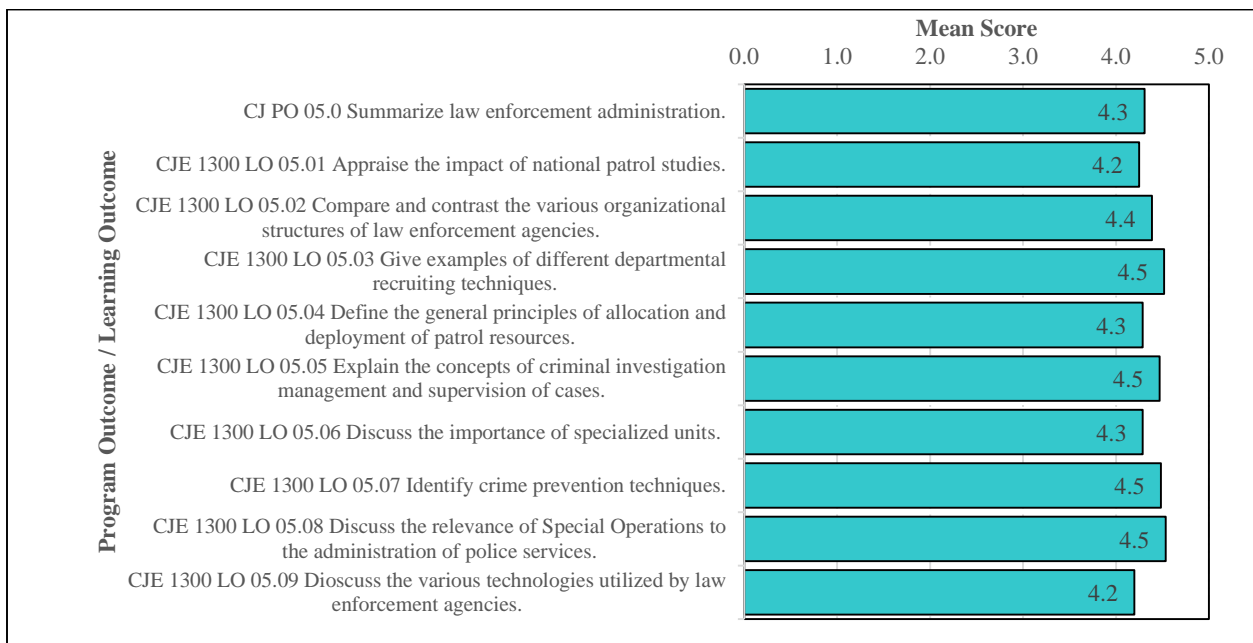 Mean Score
0.0 1.0 2.0 3.0 4.0 5.0
Program Outcome / Learning Outcome
CJ PO 05.0 Summarize law enforcement administration.
4.3
CJE 1300 LO 05.01 Appraise the impact of national patrol studies.
4.2
CJE 1300 LO 05.02 Compare and contrast the various organizational
structures of law enforcement agencies.
4.4
CJE 1300 LO 05.03 Give examples of different departmental
recruiting techniques.
4.5
CJE 1300 LO 05.04 Define the general principles of allocation and
deployment of patrol resources.
4.3
CJE 1300 LO 05.05 Explain the concepts of criminal investigation
management and supervision of cases.
4.5
CJE 1300 LO 05.06 Discuss the importance of specialized units.
4.3
CJE 1300 LO 05.07 Identify crime prevention techniques.
4.5
CJE 1300 LO 05.08 Discuss the relevance of Special Operations to
the administration of police services.
4.5
CJE 1300 LO 05.09 Dioscuss the various technologies utilized by law
enforcement agencies.
4.2